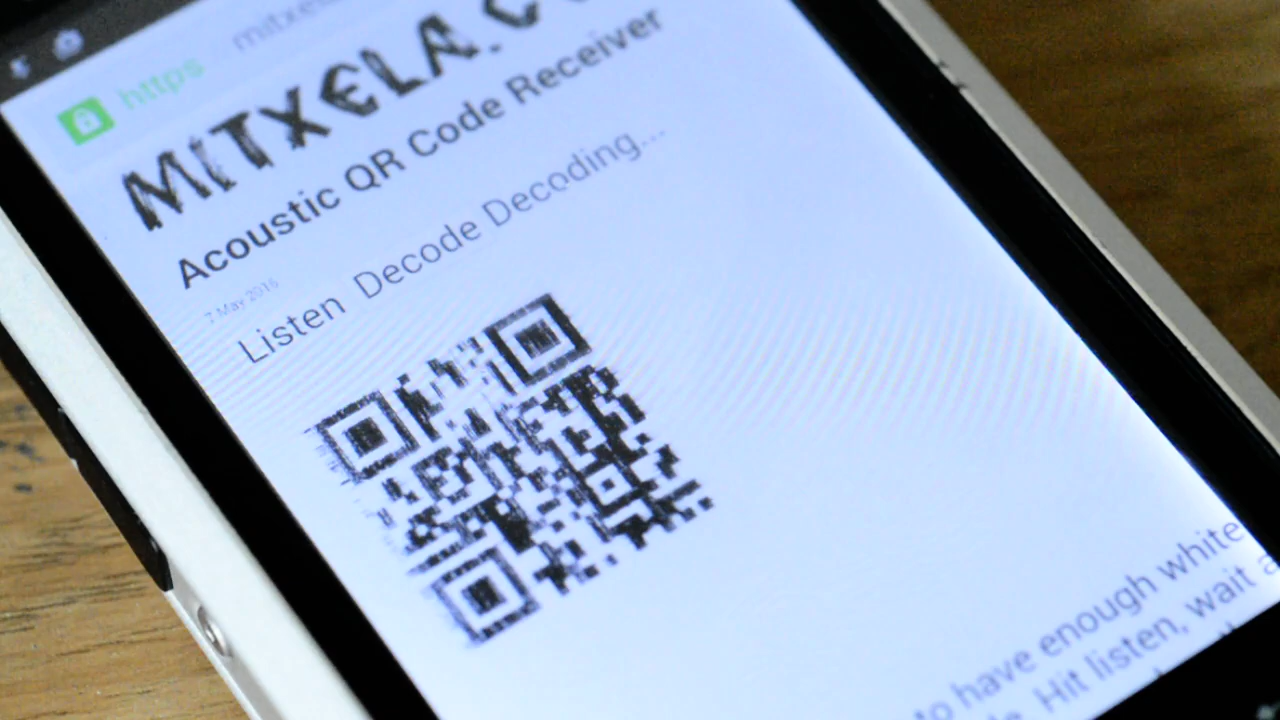 https mitxela
MITXELA.C
Acoustic QR Code Receiver
7 May 2016
Listen Decode Decoding...
to have enough white
Hit listen, wait a